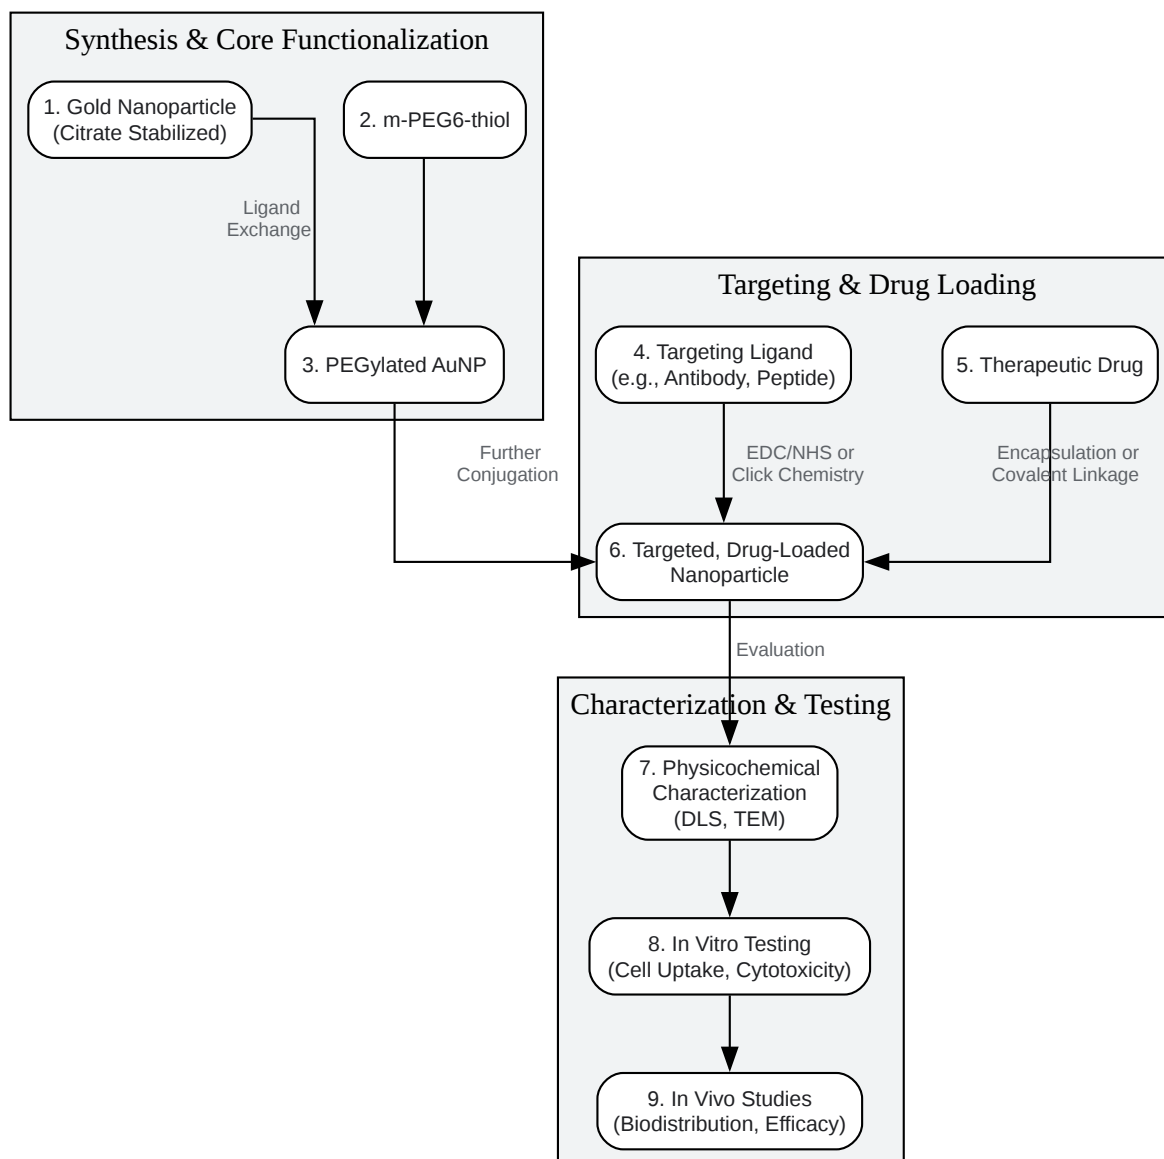 Synthesis & Core Functionalization
1. Gold Nanoparticle
(Citrate Stabilized)
2. m-PEG6-thiol
Ligand
Exchange
3. PEGylated AuNP
Targeting & Drug Loading
4. Targeting Ligand
(e.g., Antibody, Peptide)
5. Therapeutic Drug
Further
Conjugation
EDC/NHS or
Click Chemistry
Encapsulation or
Covalent Linkage
6. Targeted, Drug-Loaded
Nanoparticle
Evaluation
Characterization & Testing
7. Physicochemical
Characterization
(DLS, TEM)
8. In Vitro Testing
(Cell Uptake, Cytotoxicity)
9. In Vivo Studies
(Biodistribution, Efficacy)